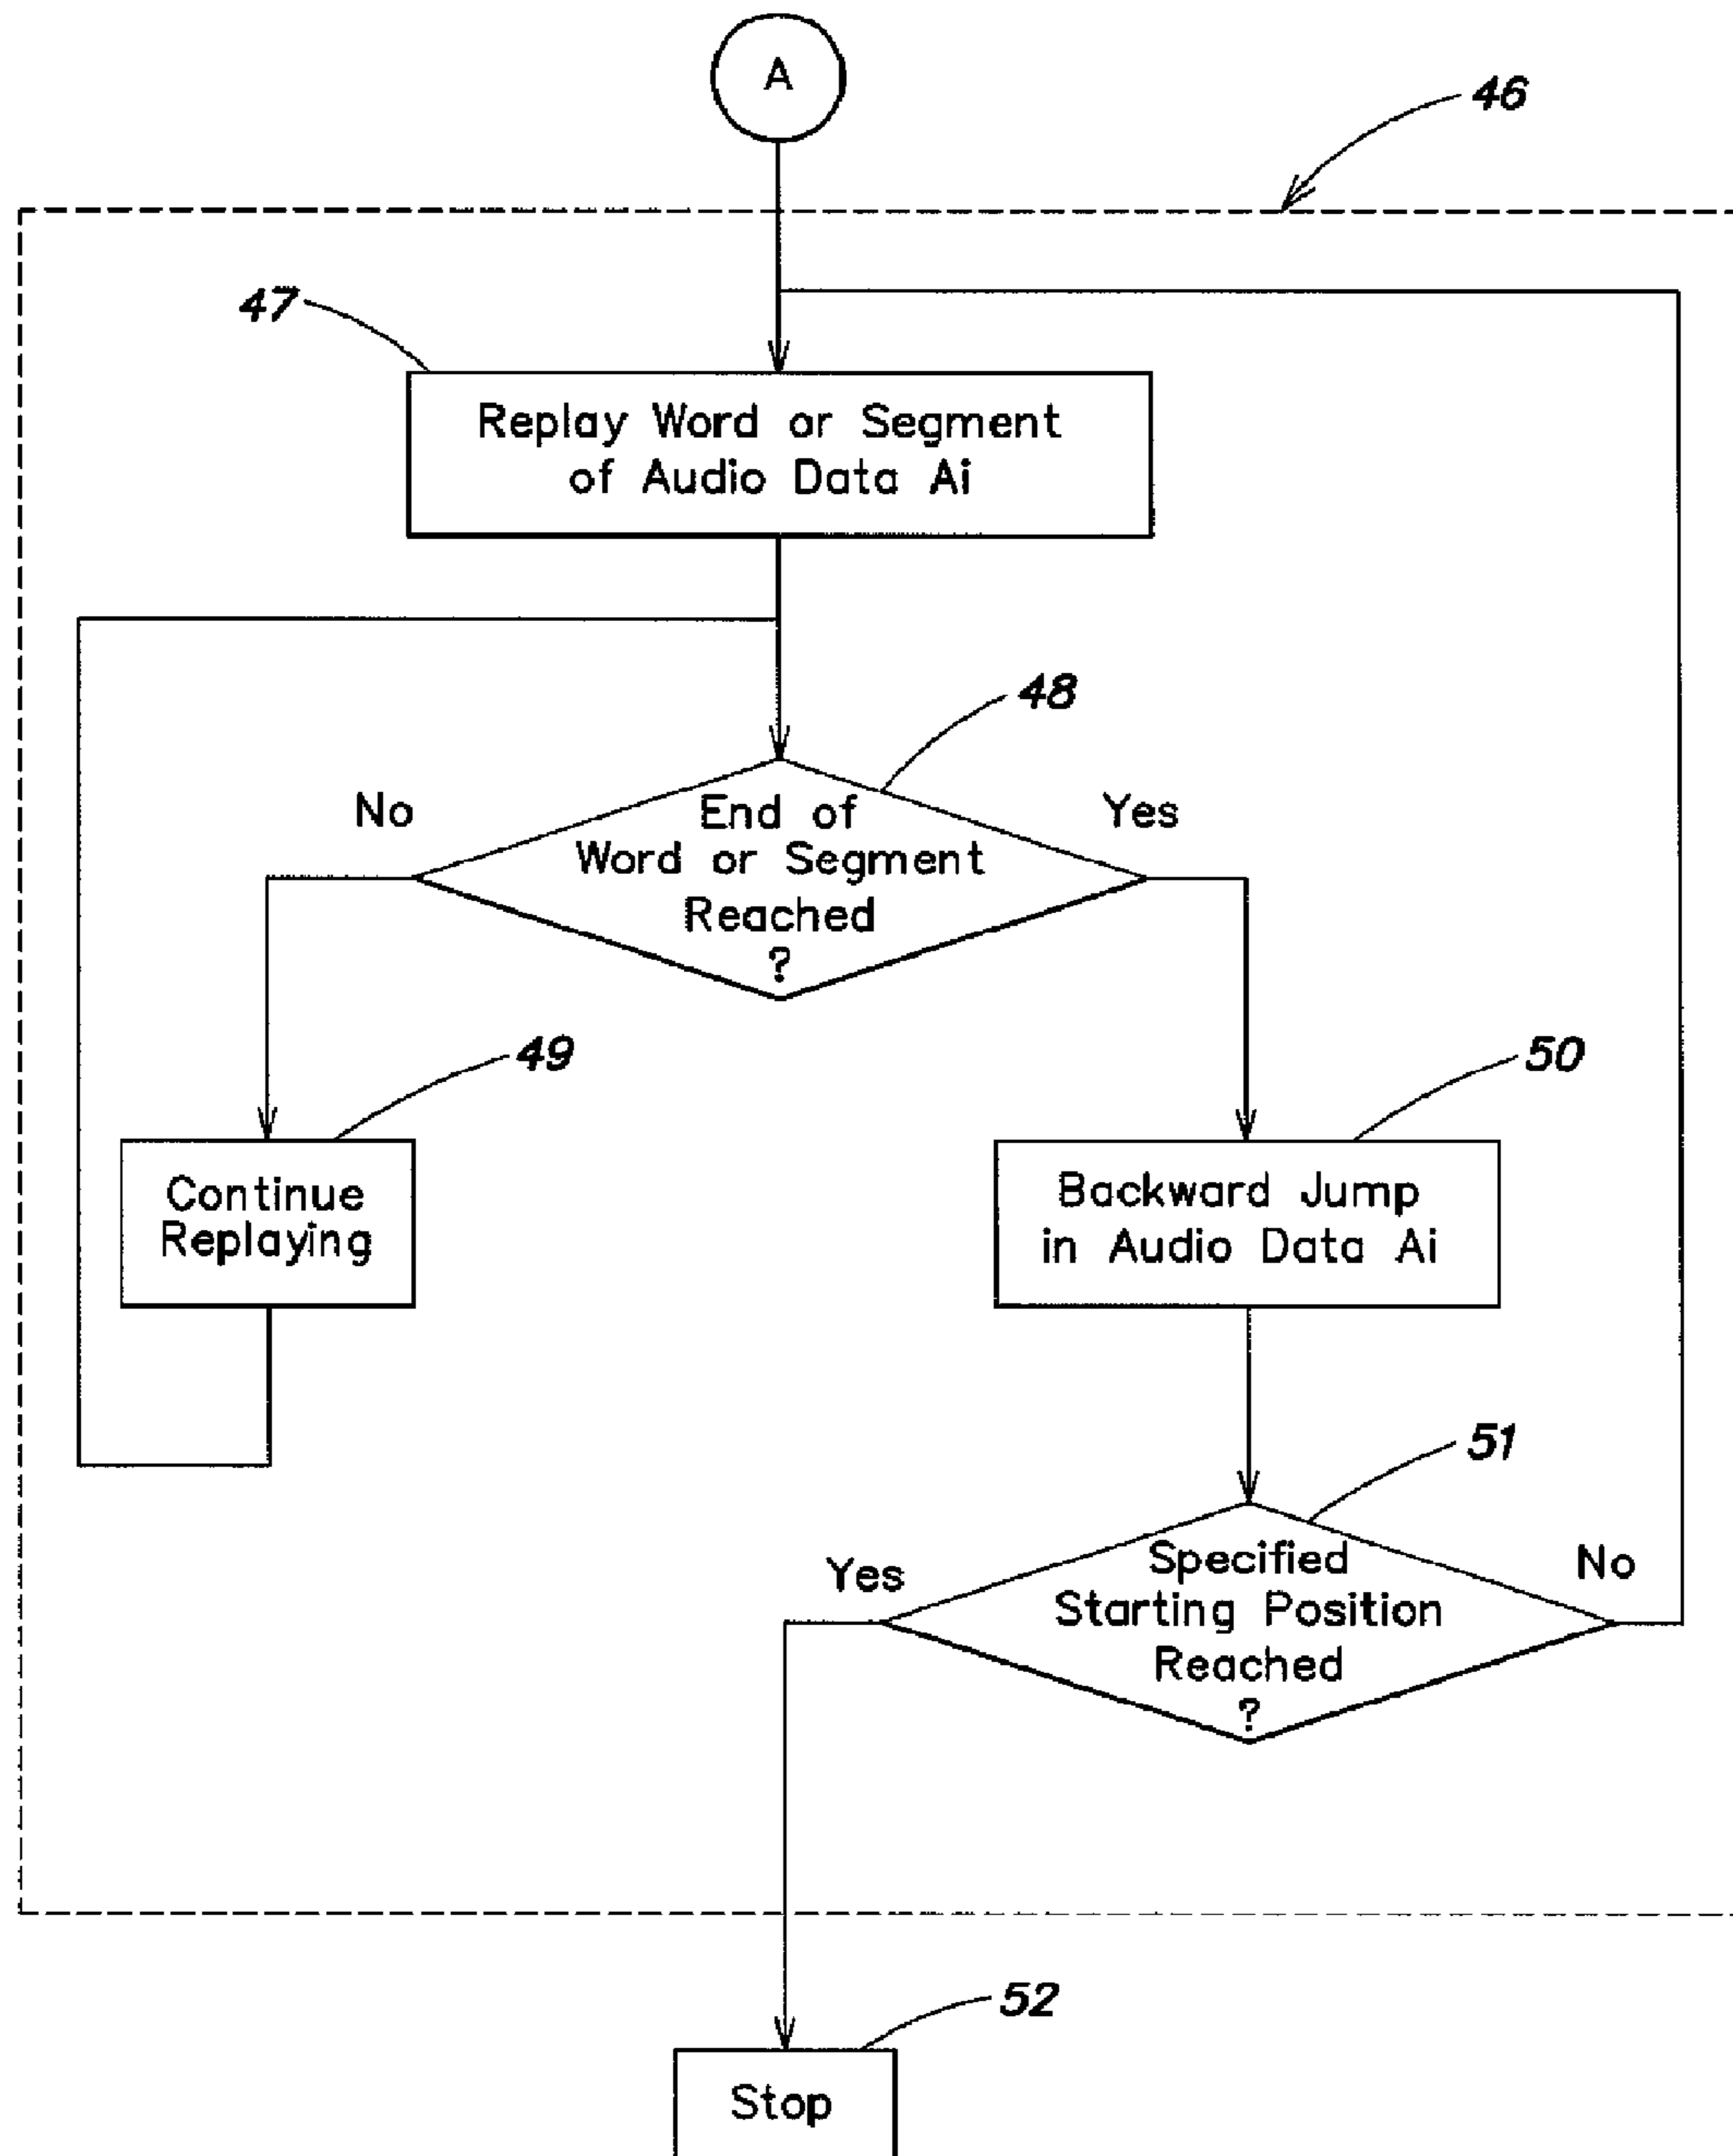 A
46
47
Replay Word or Segment
of Audio Data Ai
48
No
Yes
End of
Word or Segment
Reached
?
49
50
Continue
Replaying
Backward Jump
in Audio Data Ai
51
Yes
No
Specified
Starting Position
Reached
?
52
Stop